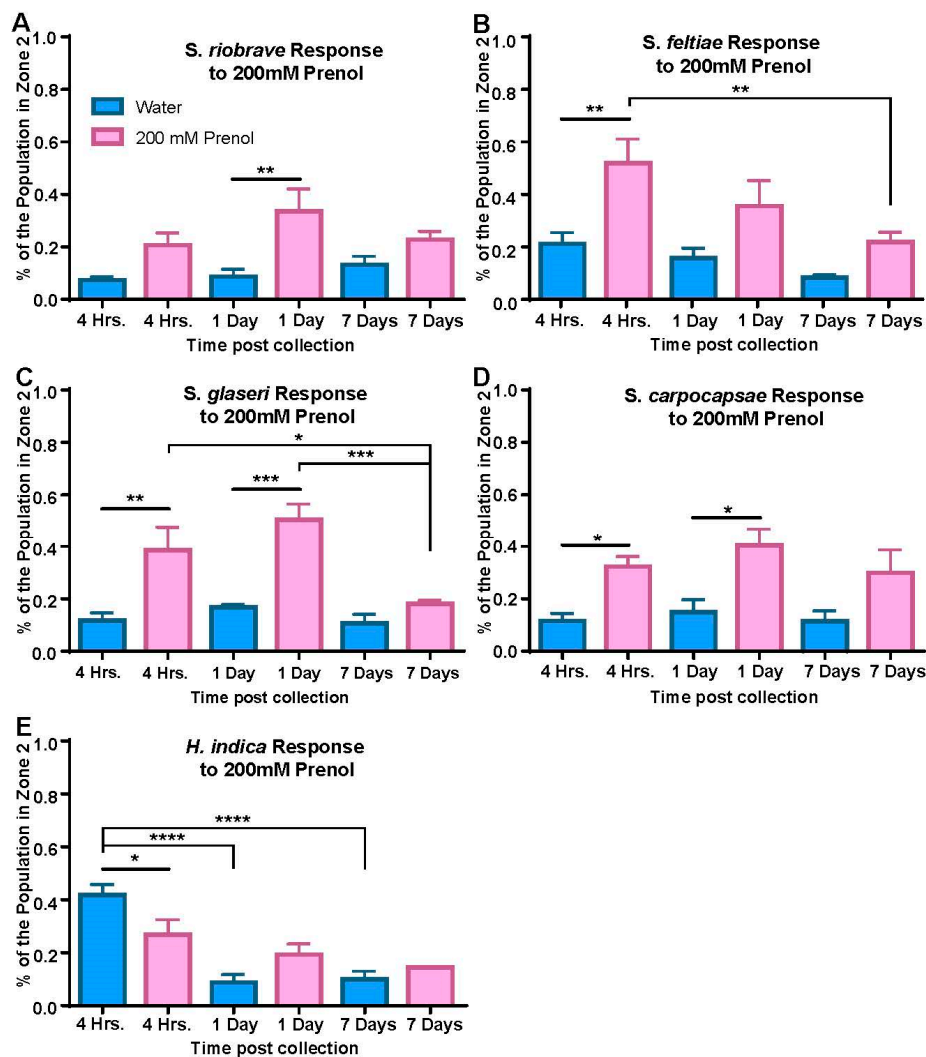 A
% of the Population in Zone 2
1.0
0.8
0.6
0.4
0.2
0.0
S. riobrave Response
to 200mM Prenol
Water
200 mM Prenol
**
4 Hrs. 4 Hrs. 1 Day 1 Day 7 Days 7 Days
Time post collection
B
% of the Population in Zone 2
1.0
0.8
0.6
0.4
0.2
0.0
S. feltiae Response
to 200mM Prenol
**
**
4 Hrs. 4 Hrs. 1 Day 1 Day 7 Days 7 Days
Time post collection
C
% of the Population in Zone 2
1.0
0.8
0.6
0.4
0.2
0.0
S. glaseri Response
to 200mM Prenol
*
***
***
**
4 Hrs. 4 Hrs. 1 Day 1 Day 7 Days 7 Days
Time post collection
D
% of the Population in Zone 2
1.0
0.8
0.6
0.4
0.2
0.0
S. carpocapsae Response
to 200mM Prenol
*
*
4 Hrs. 4 Hrs. 1 Day 1 Day 7 Days 7 Days
Time post collection
E
% of the Population in Zone 2
1.0
0.8
0.6
0.4
0.2
0.0
H. indica Response
to 200mM Prenol
****
****
*
4 Hrs. 4 Hrs. 1 Day 1 Day 7 Days 7 Days
Time post collection